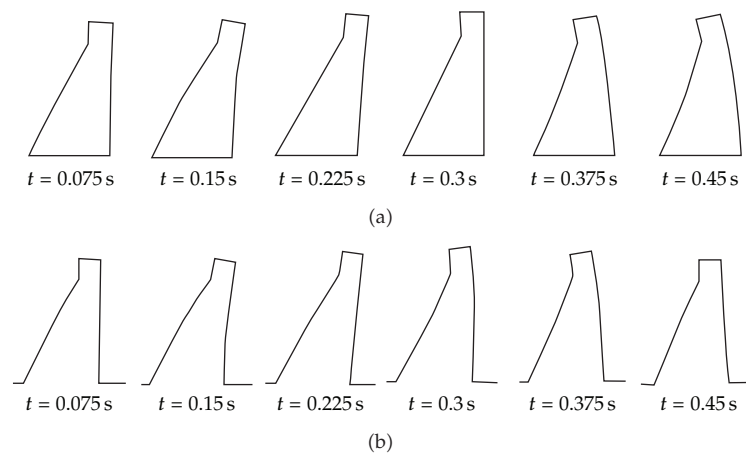 t = 0.075 s t = 0.15 s t = 0.225 s t = 0.3 s t = 0.375 s t = 0.45 s
(a)
t = 0.075 s t = 0.15 s t = 0.225 s t = 0.3 s t = 0.375 s t = 0.45 s
(b)